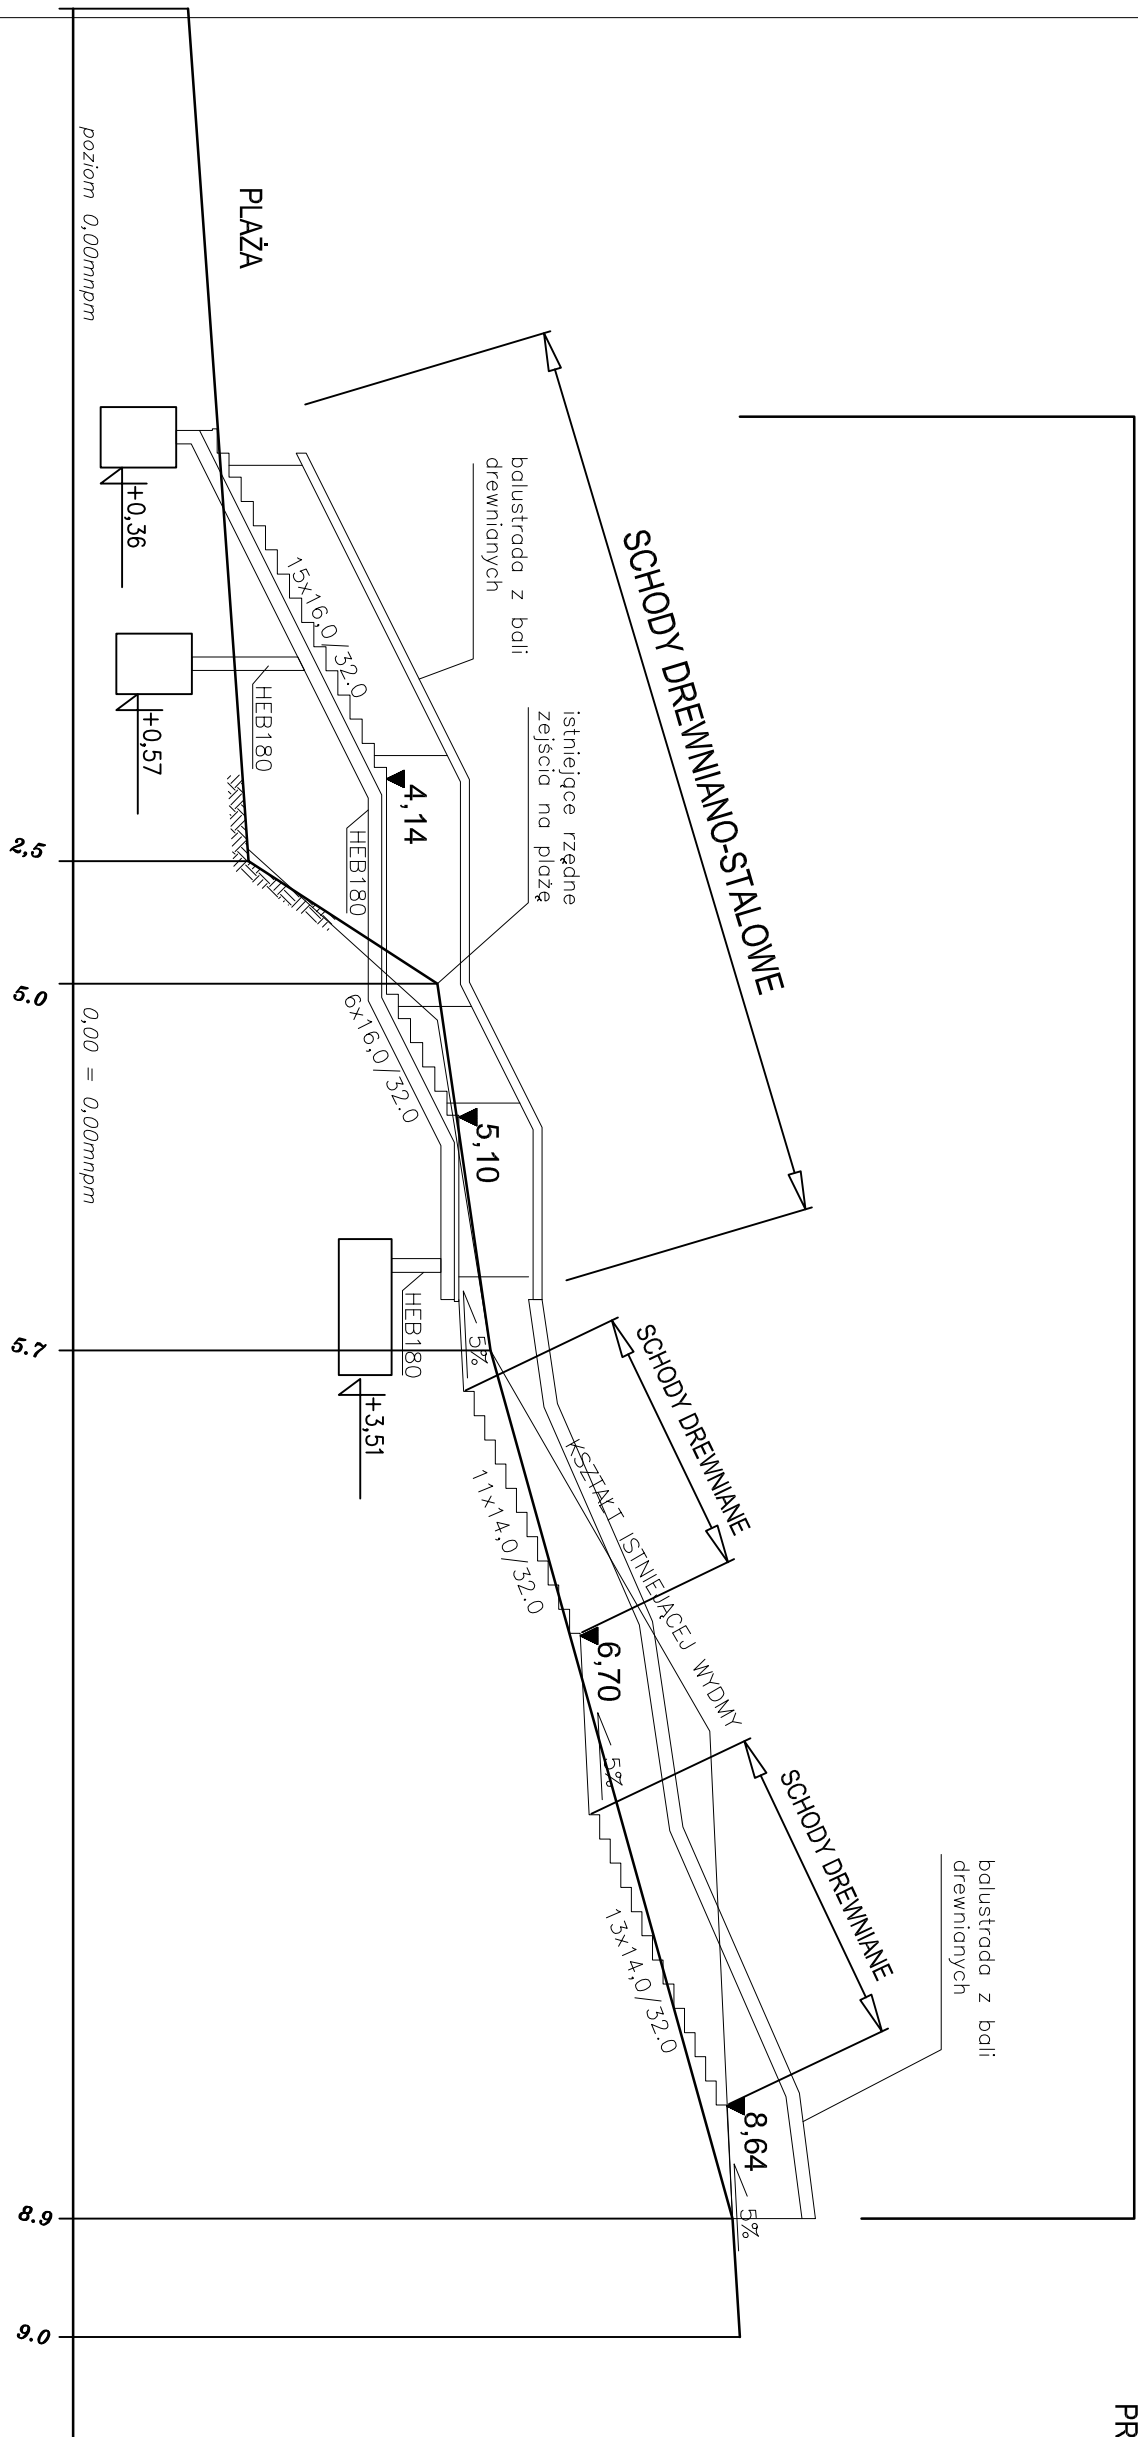 PR
SCHODY DREWNIANO-STALOWE
balustrada z bali
drewnianych
istniejące rzędne
zejścia na plażę
PLAŻA
poziom 0,00mnpm
+0,36
+0,57
15x16,0/32.0
HEB180
4,14
HEB180
6x16,0/32.0
5,10
HEB180
+3,51
5%
SCHODY DREWNIANE
KSZTAŁT ISTNIEJĄCEJ WYDMY
11x14,0/32.0
6,70
5%
SCHODY DREWNIANE
balustrada z bali
drewnianych
13x14,0/32.0
8,64
5%
2,5
5.0
0,00 = 0,00mnpm
5.7
8.9
9.0